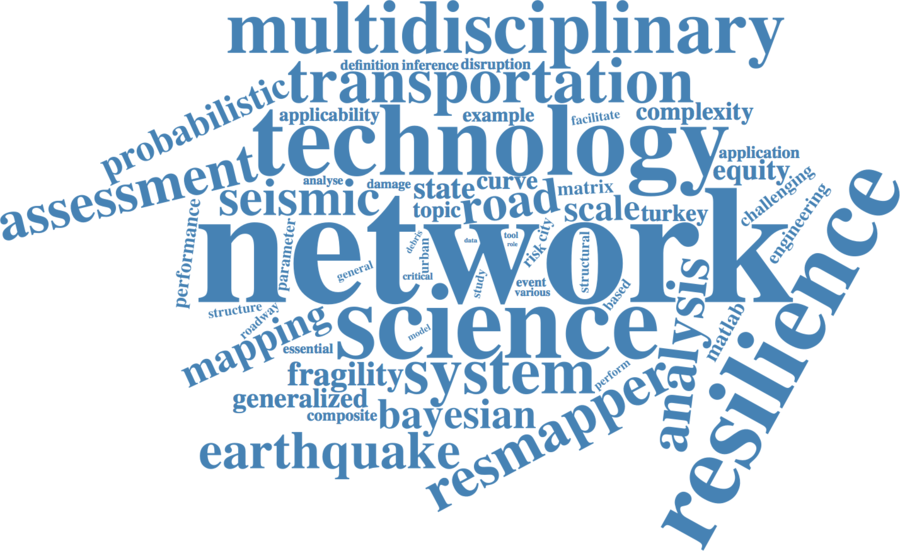 multidisciplinary
definition inference disruption
transportation
probabilistic
applicability example facilitate complexity
technology
application
assessment
equity
analyse damage state curve matrix
challenging
seismic
topic road scale turkey
engineering
performance
parameter
network
debris urban data tool role risk city structural
general critical study event various based
resilience
structure
roadway
science
model
analysis
matlab
mapping
essential
fragility system perform
generalized
resmapper
composite bayesian
earthquake